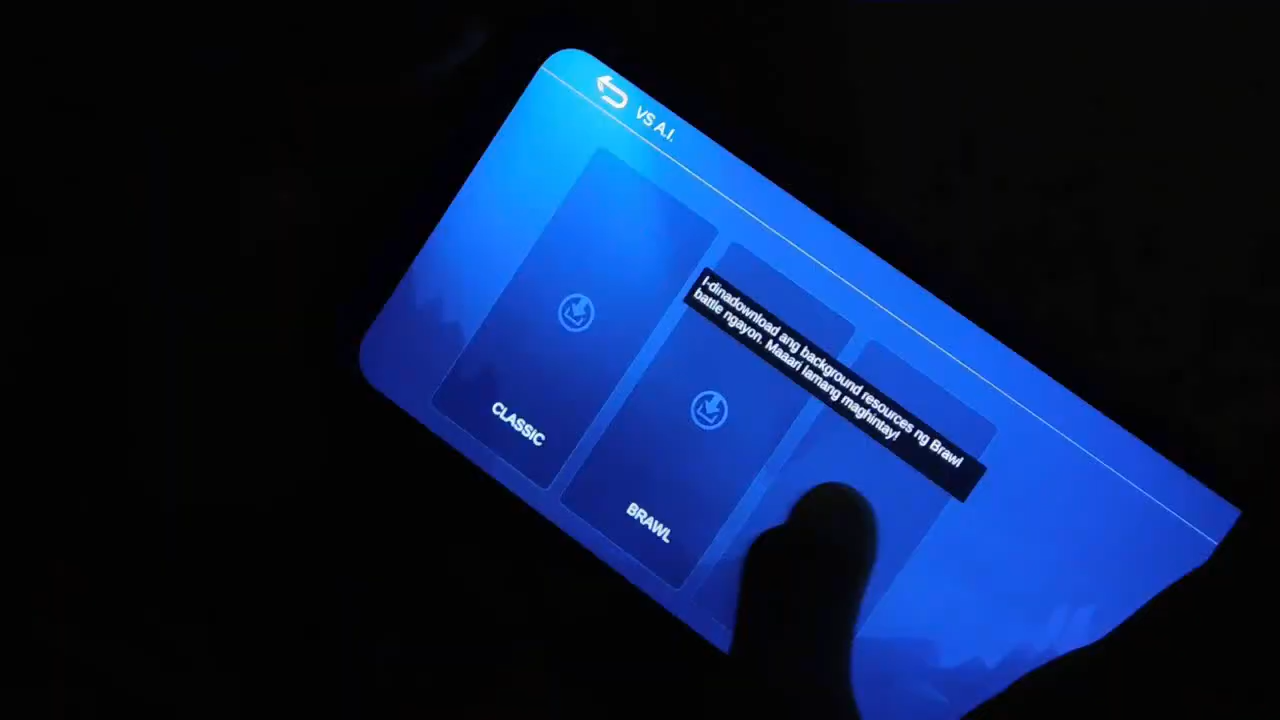 VS A.I.
I-dinadownload ang background resources ng Brawl
battle ngayon. Maaari lamang maghintay!
CLASSIC
BRAWL